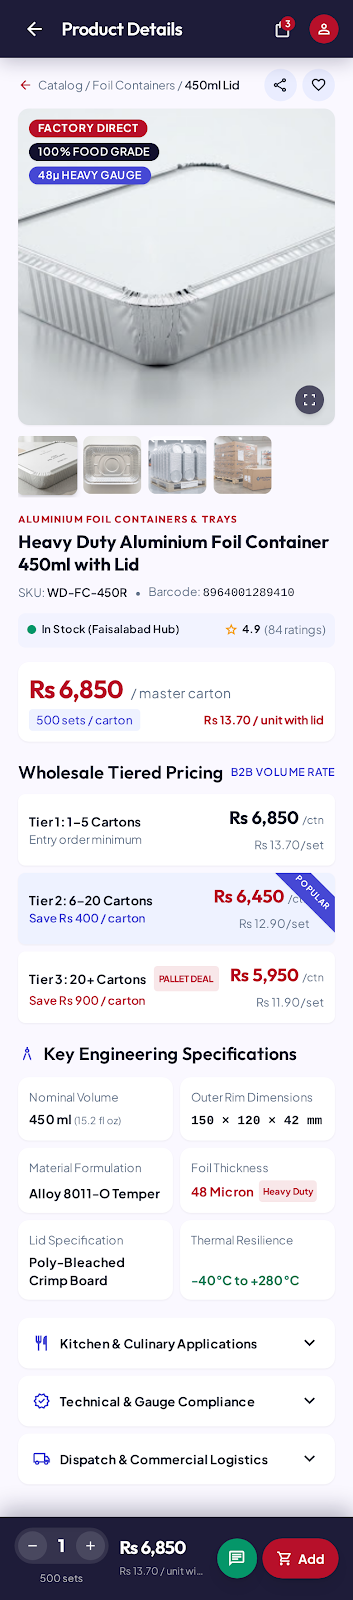 Product Details
3
Catalog / Foil Containers / 450ml Lid
FACTORY DIRECT
100% FOOD GRADE
48μ HEAVY GAUGE
ALUMINIUM FOIL CONTAINERS & TRAYS
Heavy Duty Aluminium Foil Container
450ml with Lid
SKU: WD-FC-450R • Barcode: 8964001289410
In Stock (Faisalabad Hub) 4.9 (84 ratings)
Rs 6,850 / master carton
500 sets / carton Rs 13.70 / unit with lid
Wholesale Tiered Pricing B2B VOLUME RATE
Tier 1: 1–5 Cartons Rs 6,850 /ctn
Entry order minimum Rs 13.70/set
POPULAR
Tier 2: 6–20 Cartons Rs 6,450
Save Rs 400 / carton Rs 12.90/set
Tier 3: 20+ Cartons PALLET DEAL Rs 5,950 /ctn
Save Rs 900 / carton Rs 11.90/set
Key Engineering Specifications
Nominal Volume
450 ml (15.2 fl oz)
Outer Rim Dimensions
150 × 120 × 42 mm
Material Formulation
Alloy 8011-O Temper
Foil Thickness
48 Micron Heavy Duty
Lid Specification
Poly-Bleached
Crimp Board
Thermal Resilience
-40°C to +280°C
Kitchen & Culinary Applications
Technical & Gauge Compliance
Dispatch & Commercial Logistics
− 1 +
500 sets
Rs 6,850
Rs 13.70 / unit wi...
Add